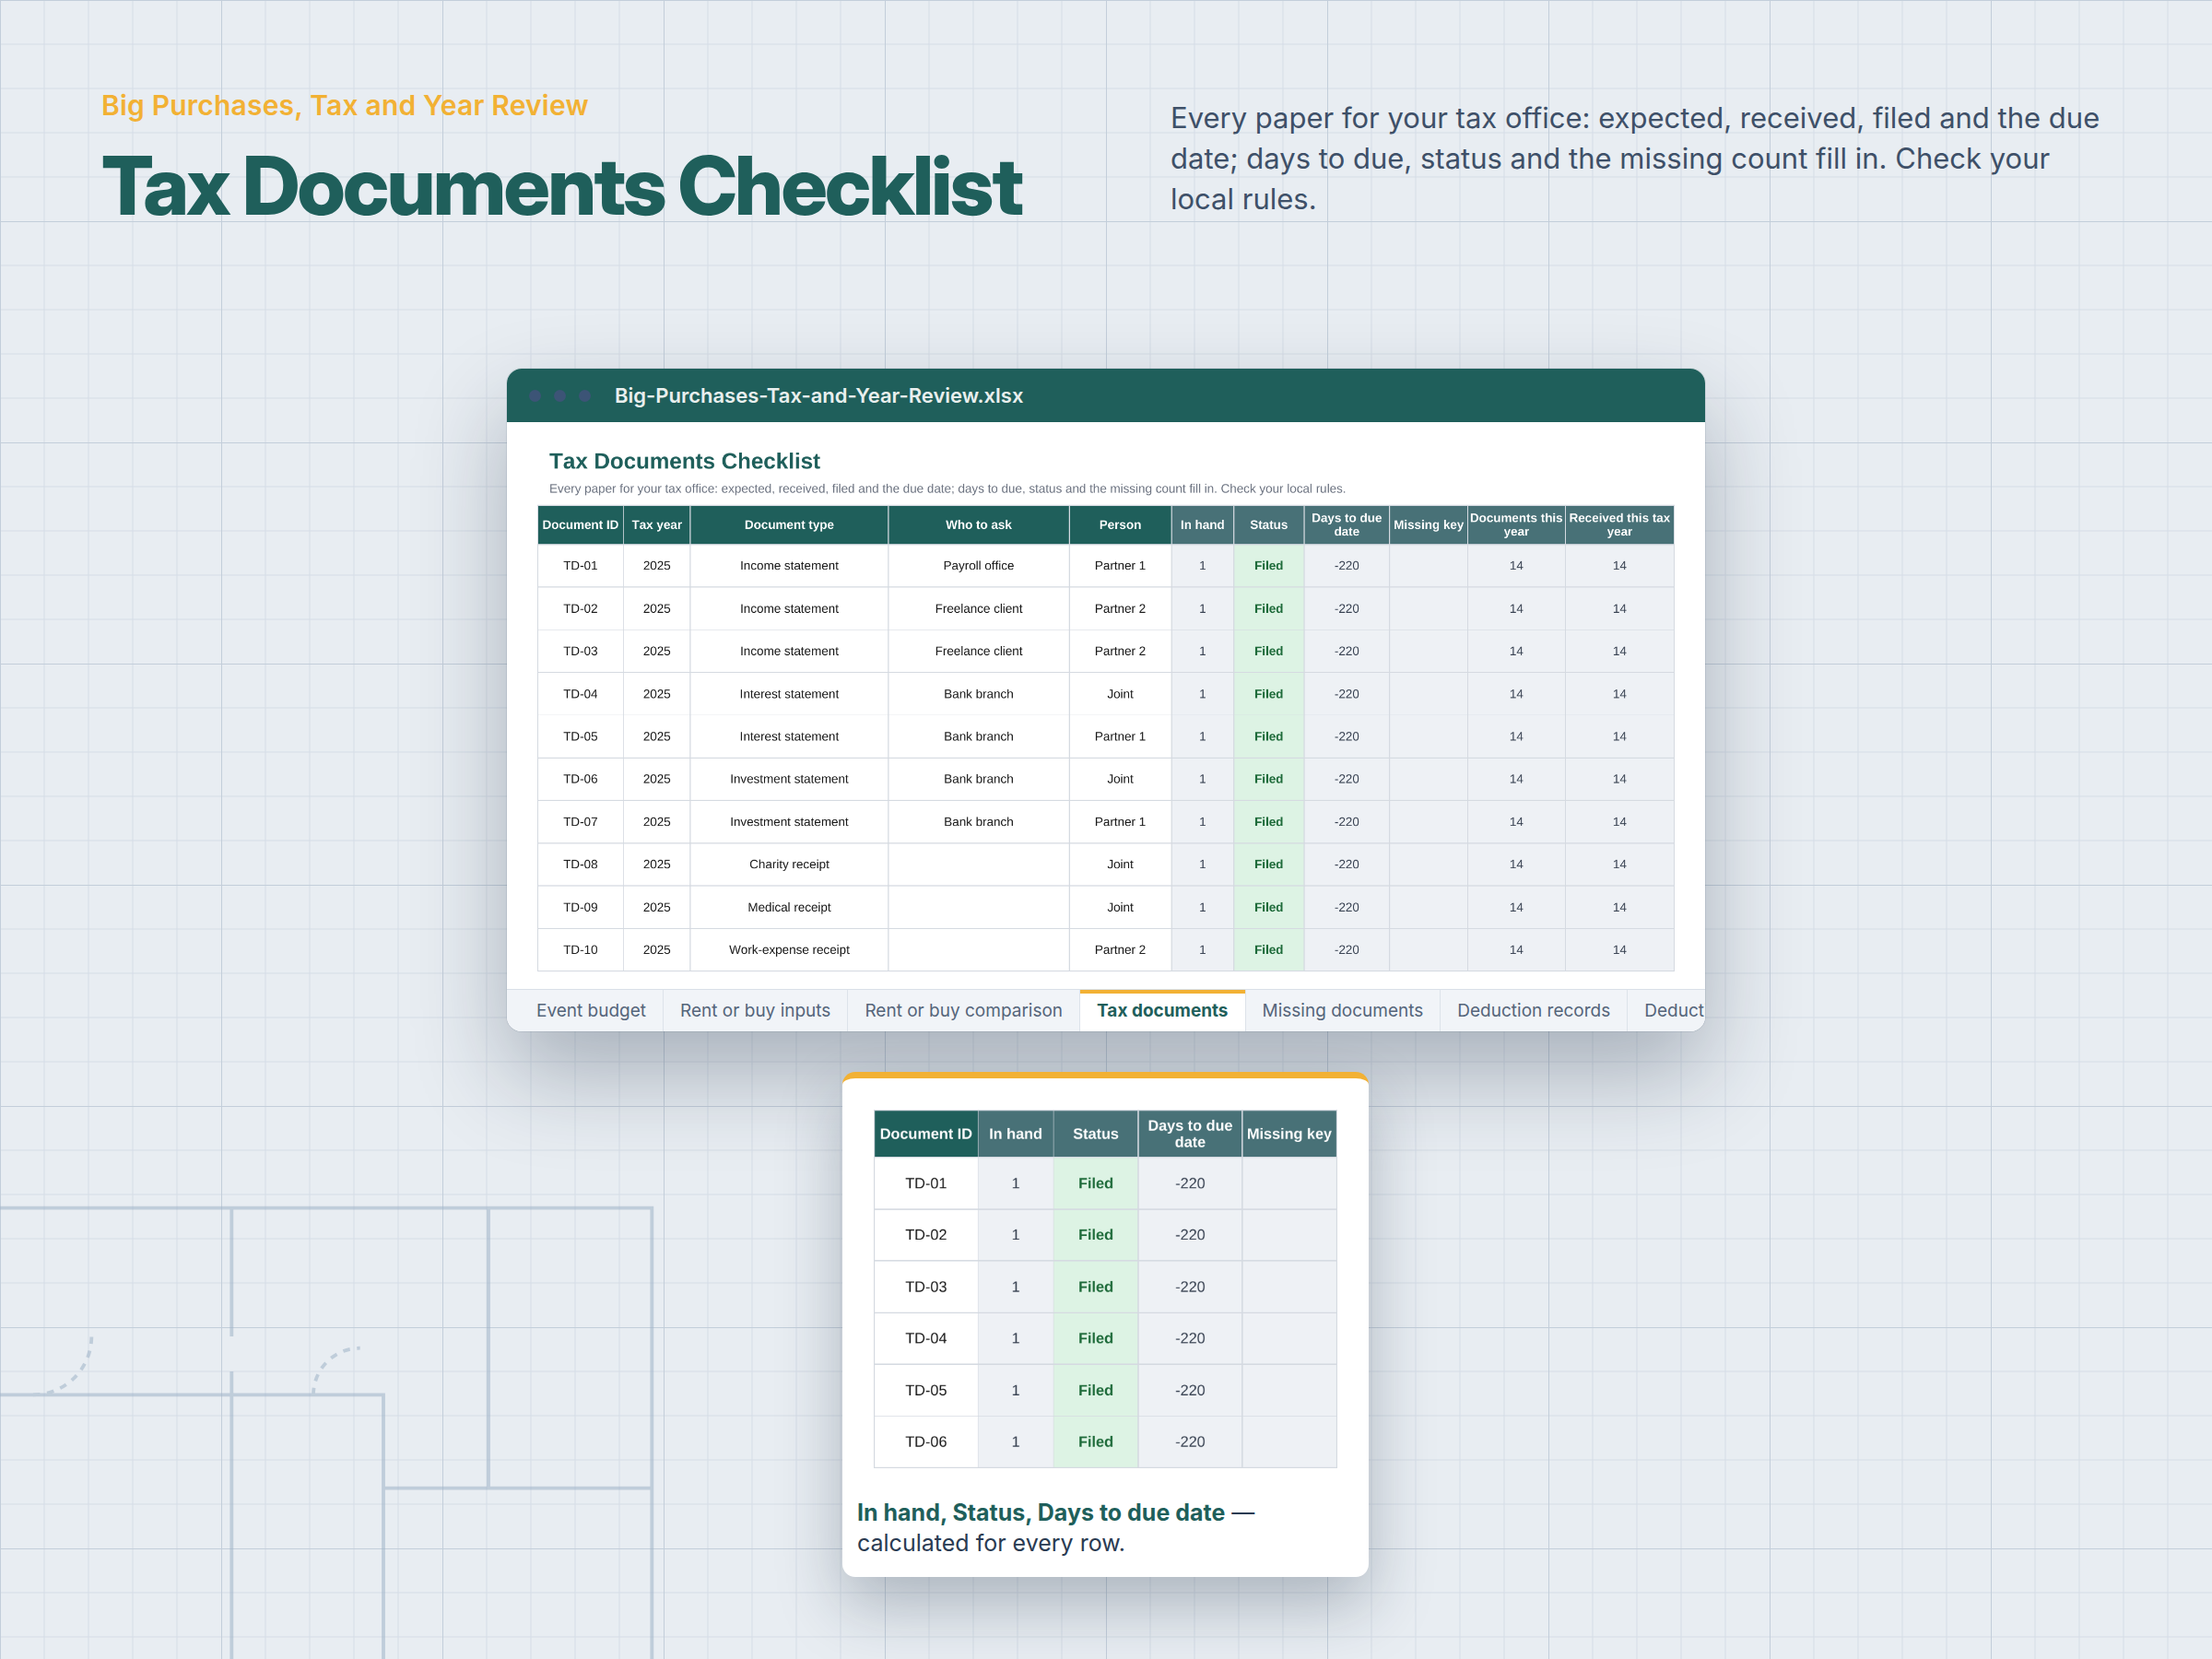 Big Purchases, Tax and Year Review
Tax Documents Checklist
Every paper for your tax office: expected, received, filed and the due
date; days to due, status and the missing count fill in. Check your
local rules.
Big-Purchases-Tax-and-Year-Review.xlsx
Tax Documents Checklist
Every paper for your tax office: expected, received, filed and the due date; days to due, status and the missing count fill in. Check your local rules.
Document ID Tax year Document type Who to ask Person In hand Status Days to due date Missing key Documents this year Received this tax year
TD-01 2025 Income statement Payroll office Partner 1 1 Filed -220 14 14
TD-02 2025 Income statement Freelance client Partner 2 1 Filed -220 14 14
TD-03 2025 Income statement Freelance client Partner 2 1 Filed -220 14 14
TD-04 2025 Interest statement Bank branch Joint 1 Filed -220 14 14
TD-05 2025 Interest statement Bank branch Partner 1 1 Filed -220 14 14
TD-06 2025 Investment statement Bank branch Joint 1 Filed -220 14 14
TD-07 2025 Investment statement Bank branch Partner 1 1 Filed -220 14 14
TD-08 2025 Charity receipt Joint 1 Filed -220 14 14
TD-09 2025 Medical receipt Joint 1 Filed -220 14 14
TD-10 2025 Work-expense receipt Partner 2 1 Filed -220 14 14
Event budget Rent or buy inputs Rent or buy comparison Tax documents Missing documents Deduction records Deduct
Document ID In hand Status Days to due date Missing key
TD-01 1 Filed -220
TD-02 1 Filed -220
TD-03 1 Filed -220
TD-04 1 Filed -220
TD-05 1 Filed -220
TD-06 1 Filed -220
In hand, Status, Days to due date —
calculated for every row.